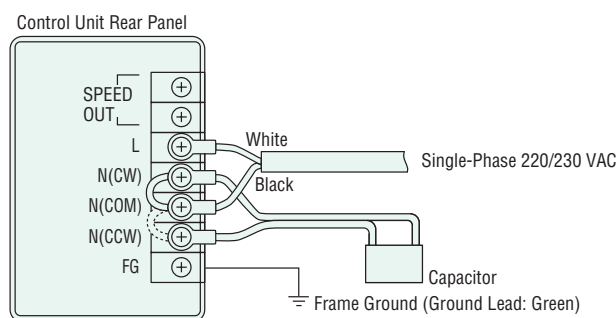 Control Unit Rear Panel
SPEED
OUT
L
White
Single-Phase 220/230 VAC
N(CW)
Black
N(COM)
N(CCW)
FG
Capacitor
Frame Ground (Ground Lead: Green)